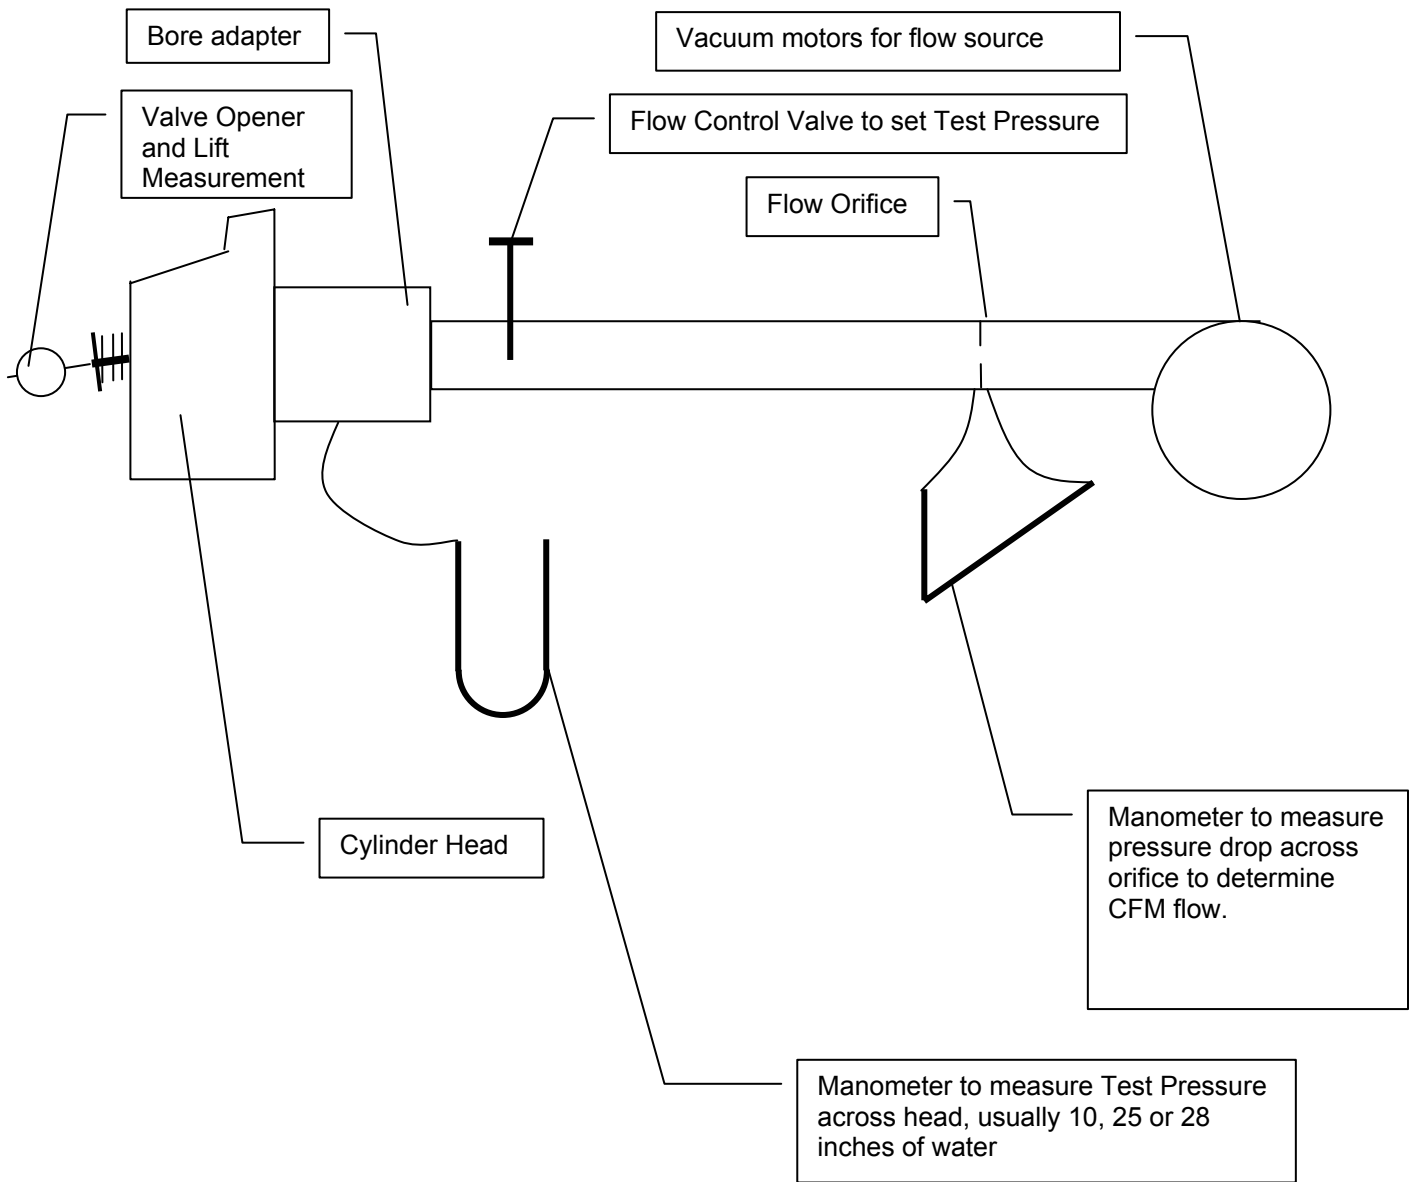 Bore adapter
Vacuum motors for flow source
Valve Opener
and Lift
Measurement
Flow Control Valve to set Test Pressure
Flow Orifice
Cylinder Head
Manometer to measure
pressure drop across
orifice to determine
CFM flow.
Manometer to measure Test Pressure
across head, usually 10, 25 or 28
inches of water